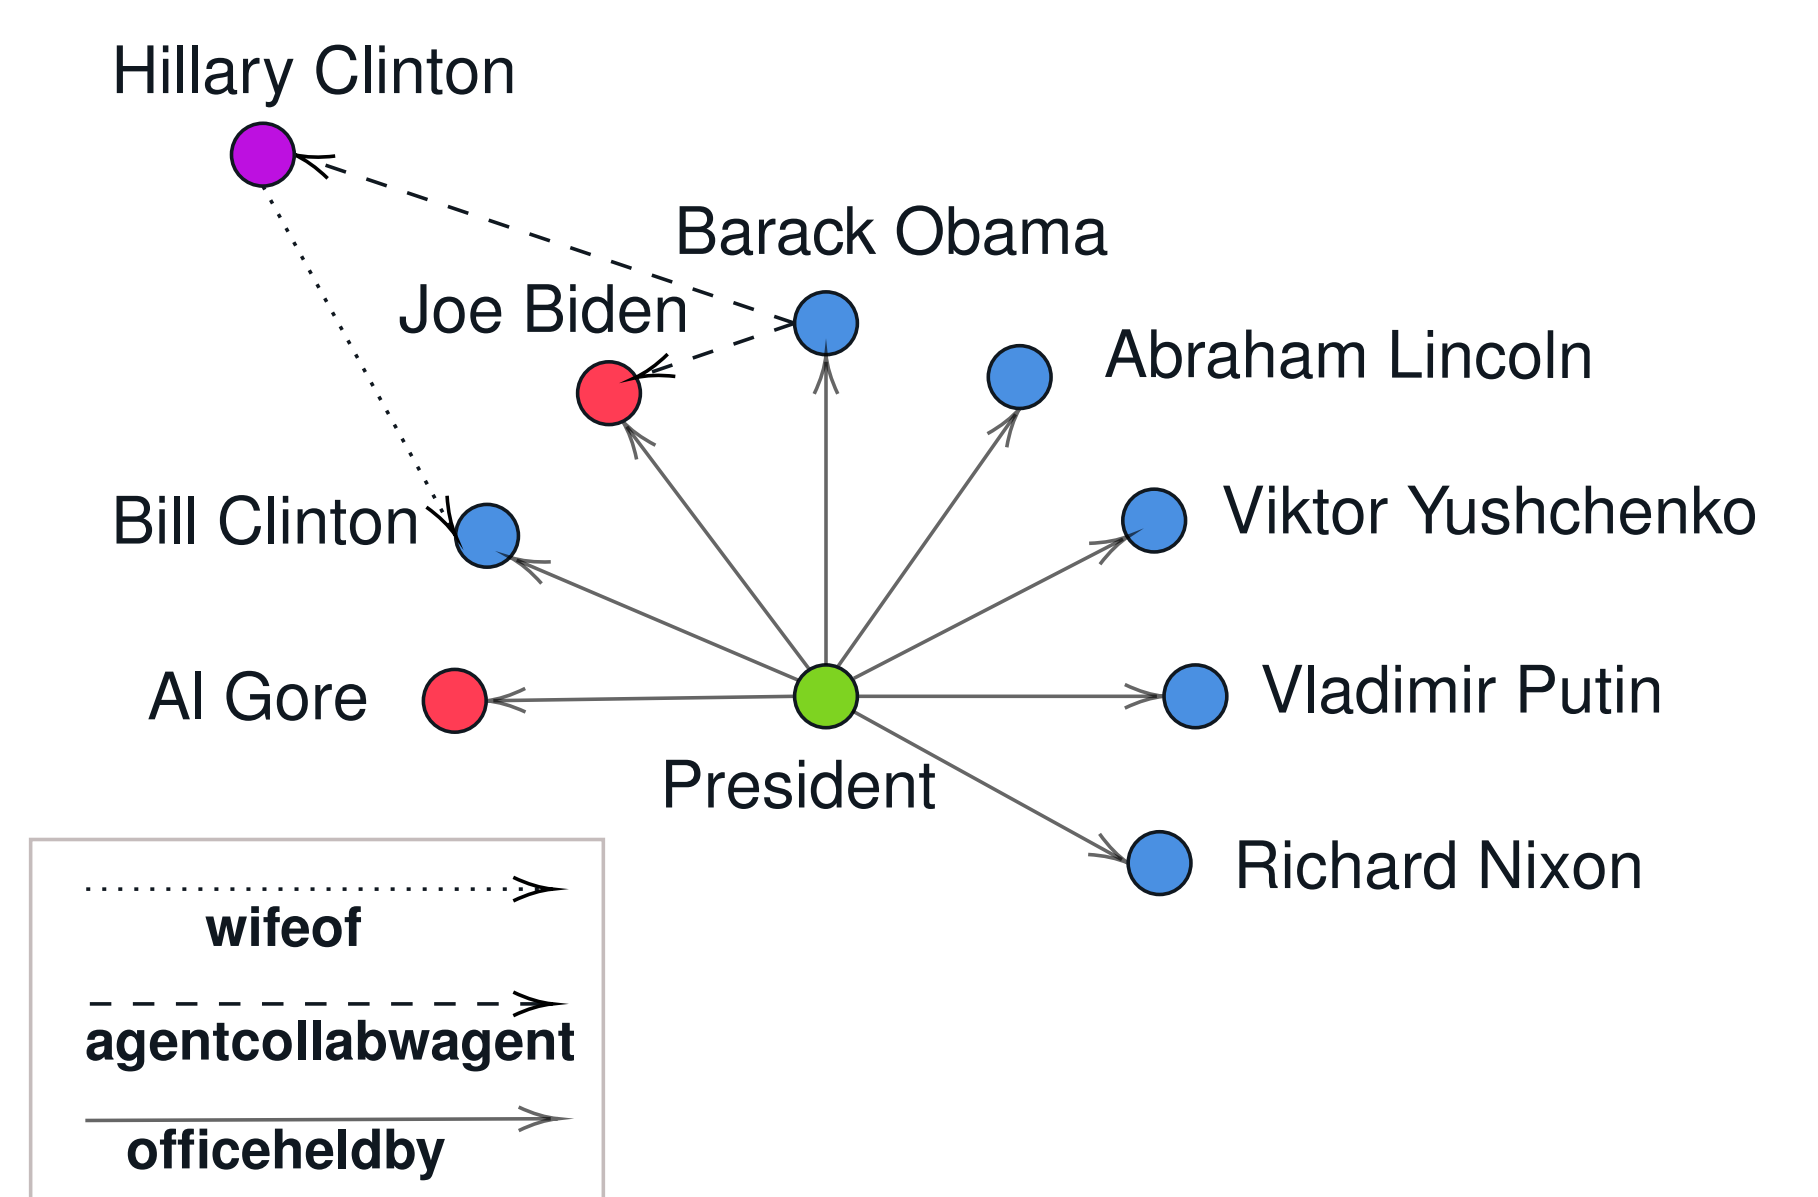 Hillary Clinton
Barack Obama
Joe Biden
Abraham Lincoln
Viktor Yushchenko
Bill Clinton
Al Gore
Vladimir Putin
President
Richard Nixon
wifeof
agentcollabwagent
officeheldby